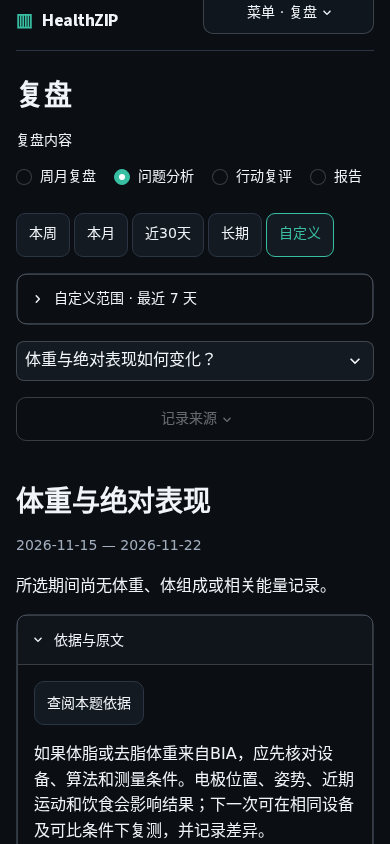 HealthZIP
菜单 · 复盘
复盘
复盘内容
周月复盘 问题分析 行动复评 报告
本周 本月 近30天 长期 自定义
自定义范围 · 最近 7 天
体重与绝对表现如何变化？
记录来源
体重与绝对表现
2026-11-15 — 2026-11-22
所选期间尚无体重、体组成或相关能量记录。
依据与原文
查阅本题依据
如果体脂或去脂体重来自BIA，应先核对设
备、算法和测量条件。电极位置、姿势、近期
运动和饮食会影响结果；下一次可在相同设备
及可比条件下复测，并记录差异。